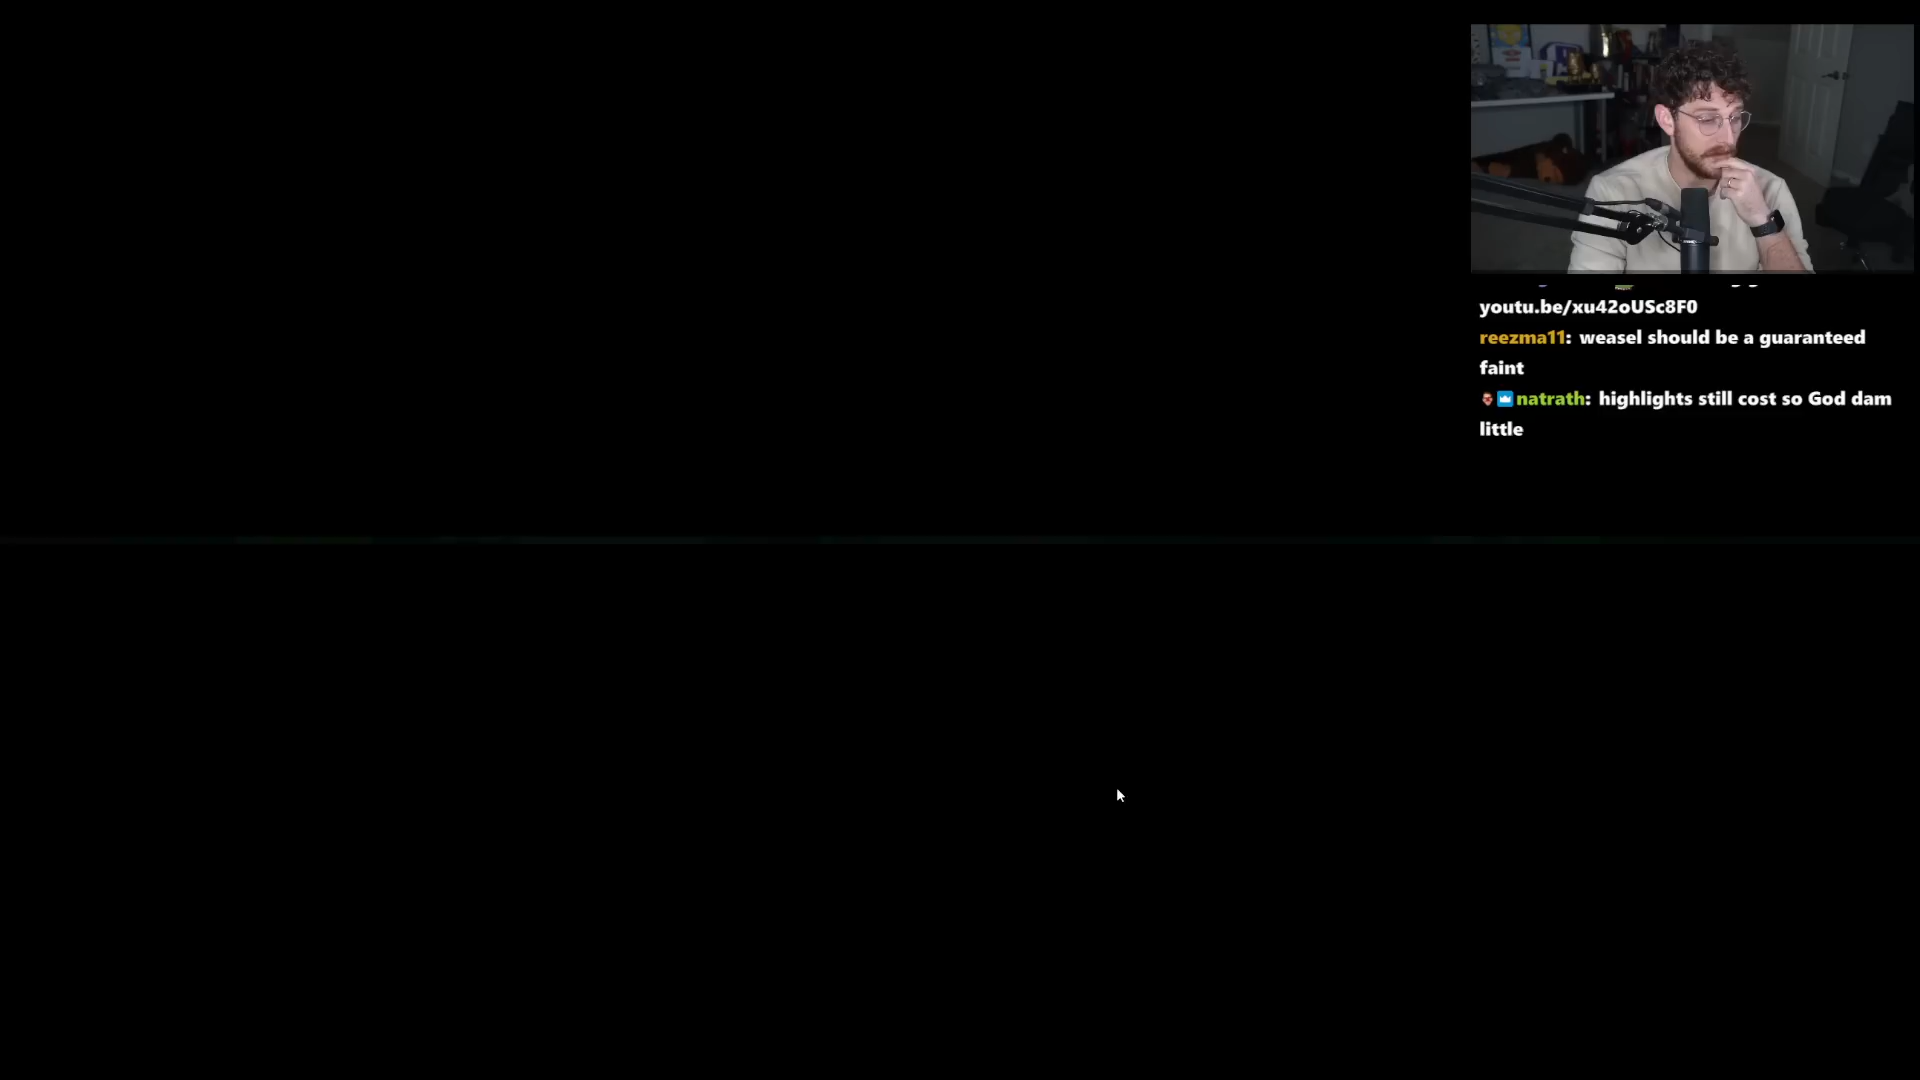 youtu.be/xu42oUSc8F0
reezma11: weasel should be a guaranteed
faint
natrath: highlights still cost so God dam
little